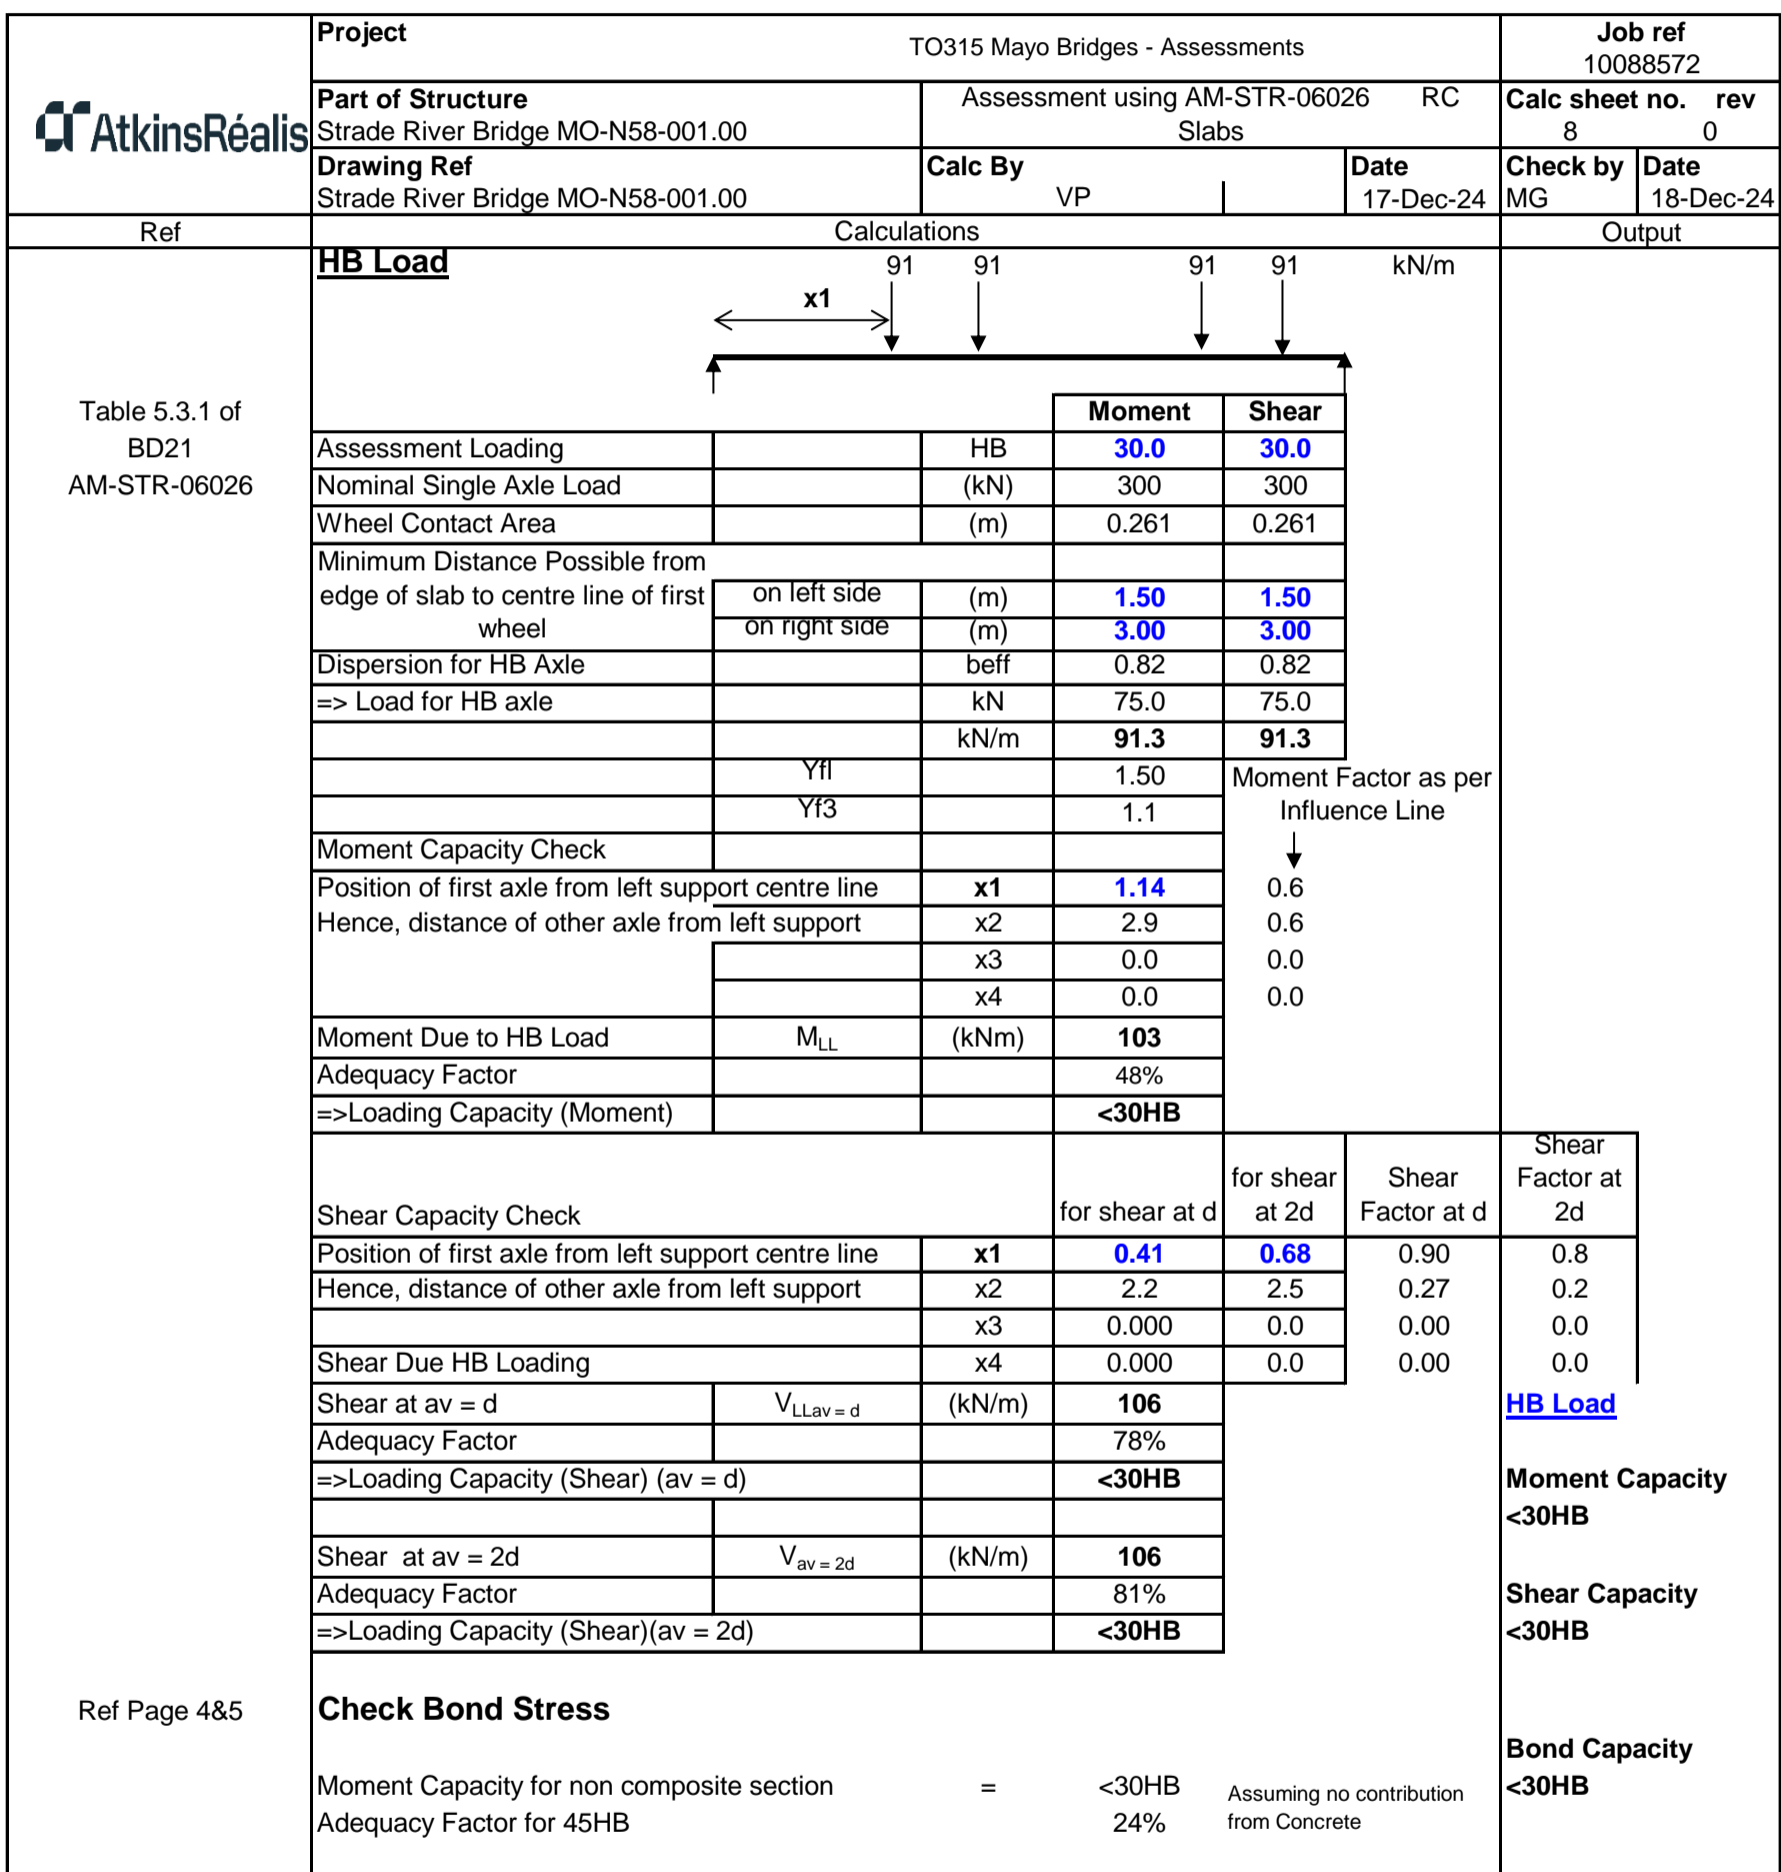 AtkinsRéalis
Project
TO315 Mayo Bridges - Assessments
Job ref
10088572
Part of Structure
Strade River Bridge MO-N58-001.00
Assessment using AM-STR-06026 RC
Slabs
Calc sheet no. rev
8 0
Drawing Ref
Strade River Bridge MO-N58-001.00
Calc By
VP
Date
17-Dec-24
Check by
MG
Date
18-Dec-24
Ref Calculations Output
HB Load
91 91 91 91 kN/m
x1
Table 5.3.1 of
BD21
AM-STR-06026
Moment Shear
Assessment Loading HB 30.0 30.0
Nominal Single Axle Load (kN) 300 300
Wheel Contact Area (m) 0.261 0.261
Minimum Distance Possible from
edge of slab to centre line of first
wheel
on left side (m) 1.50 1.50
on right side (m) 3.00 3.00
Dispersion for HB Axle beff 0.82 0.82
=> Load for HB axle kN 75.0 75.0
kN/m 91.3 91.3
Yfl 1.50
Yf3 1.1
Moment Factor as per
Influence Line
Moment Capacity Check
Position of first axle from left support centre line x1 1.14 0.6
Hence, distance of other axle from left support x2 2.9 0.6
x3 0.0 0.0
x4 0.0 0.0
Moment Due to HB Load MLL (kNm) 103
Adequacy Factor 48%
=>Loading Capacity (Moment) <30HB
Shear Capacity Check
for shear at d
for shear
at 2d
Shear
Factor at d
Shear
Factor at
2d
Position of first axle from left support centre line x1 0.41 0.68 0.90 0.8
Hence, distance of other axle from left support x2 2.2 2.5 0.27 0.2
x3 0.000 0.0 0.00 0.0
Shear Due HB Loading x4 0.000 0.0 0.00 0.0
Shear at av = d VLLav = d (kN/m) 106
HB Load
Adequacy Factor 78%
=>Loading Capacity (Shear) (av = d) <30HB
Moment Capacity
<30HB
Shear at av = 2d Vav = 2d (kN/m) 106
Adequacy Factor 81%
Shear Capacity
=>Loading Capacity (Shear)(av = 2d) <30HB
<30HB
Ref Page 4&5
Check Bond Stress
Bond Capacity
<30HB
Moment Capacity for non composite section = <30HB
Adequacy Factor for 45HB 24%
Assuming no contribution
from Concrete